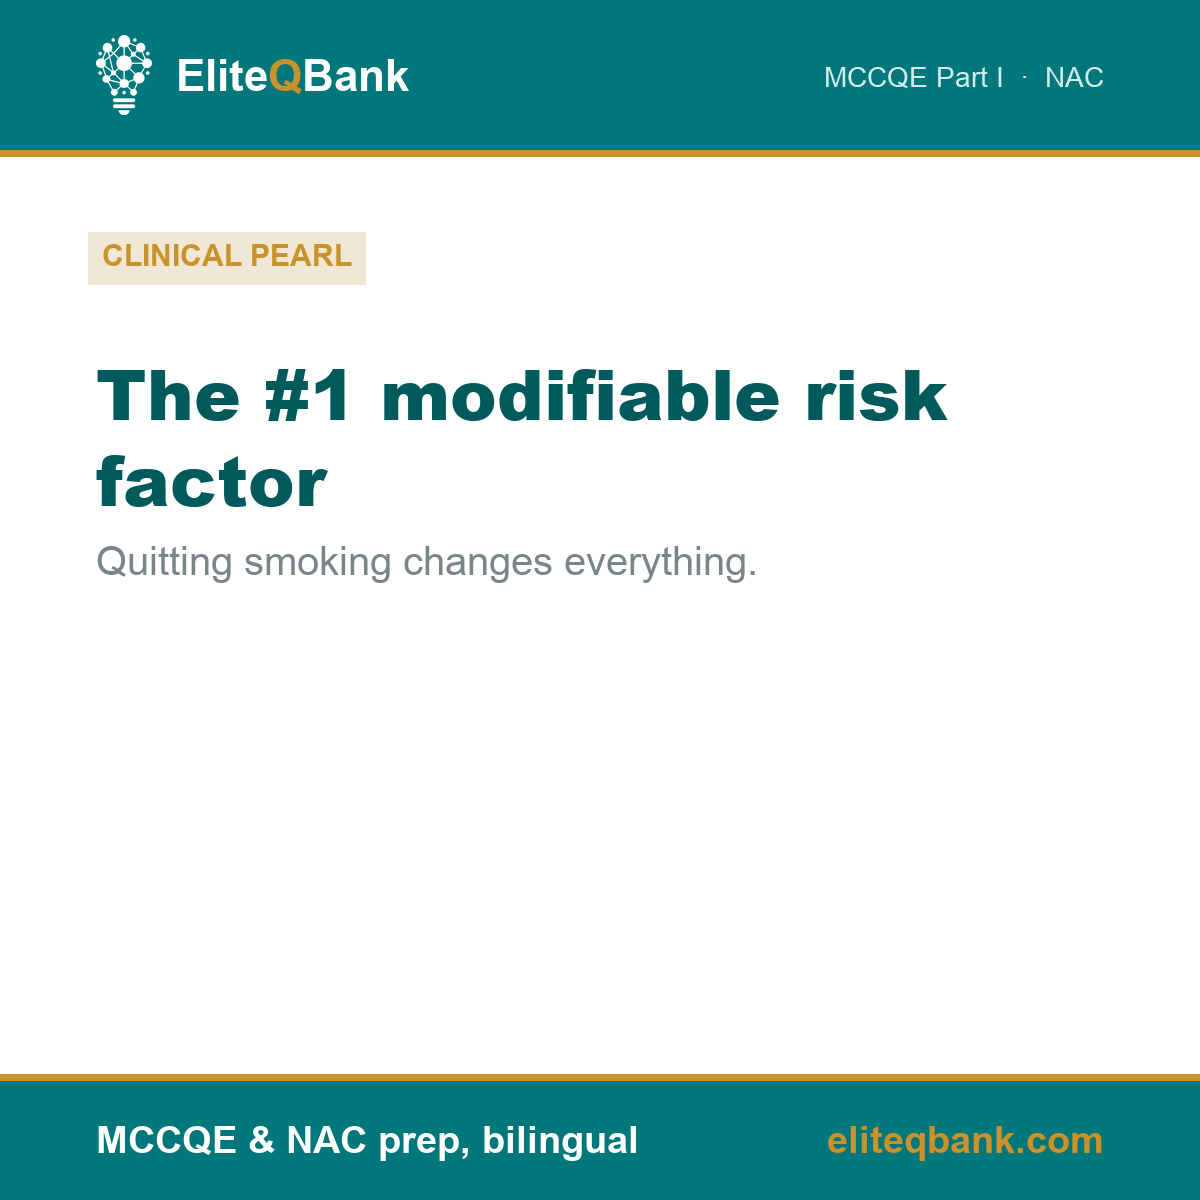 EliteQBank
MCCQE Part I · NAC
CLINICAL PEARL
The #1 modifiable risk
factor
Quitting smoking changes everything.
MCCQE & NAC prep, bilingual
eliteqbank.com